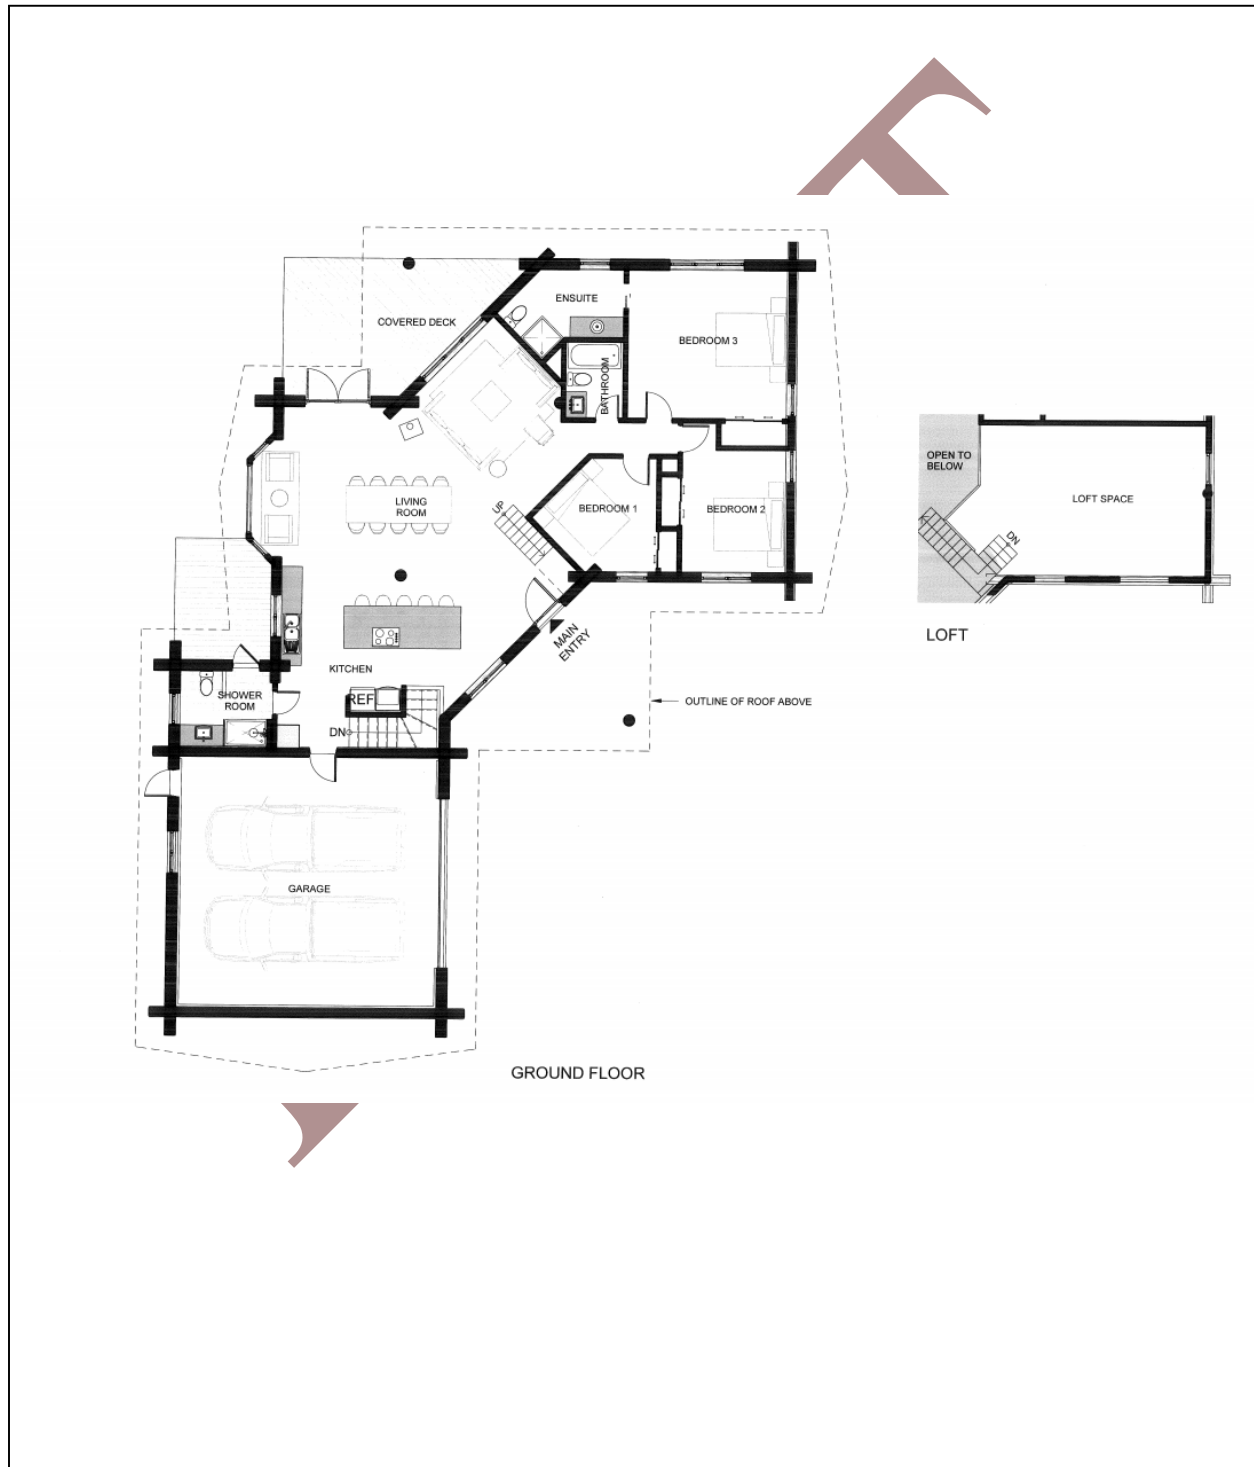 ENSUITE
COVERED DECK
BEDROOM 3
BATHROOM
LIVING
ROOM
UP
BEDROOM 1
BEDROOM 2
MAIN
ENTRY
KITCHEN
SHOWER
ROOM
REF
DN
OUTLINE OF ROOF ABOVE
GARAGE
GROUND FLOOR
OPEN TO
BELOW
LOFT SPACE
DN
LOFT